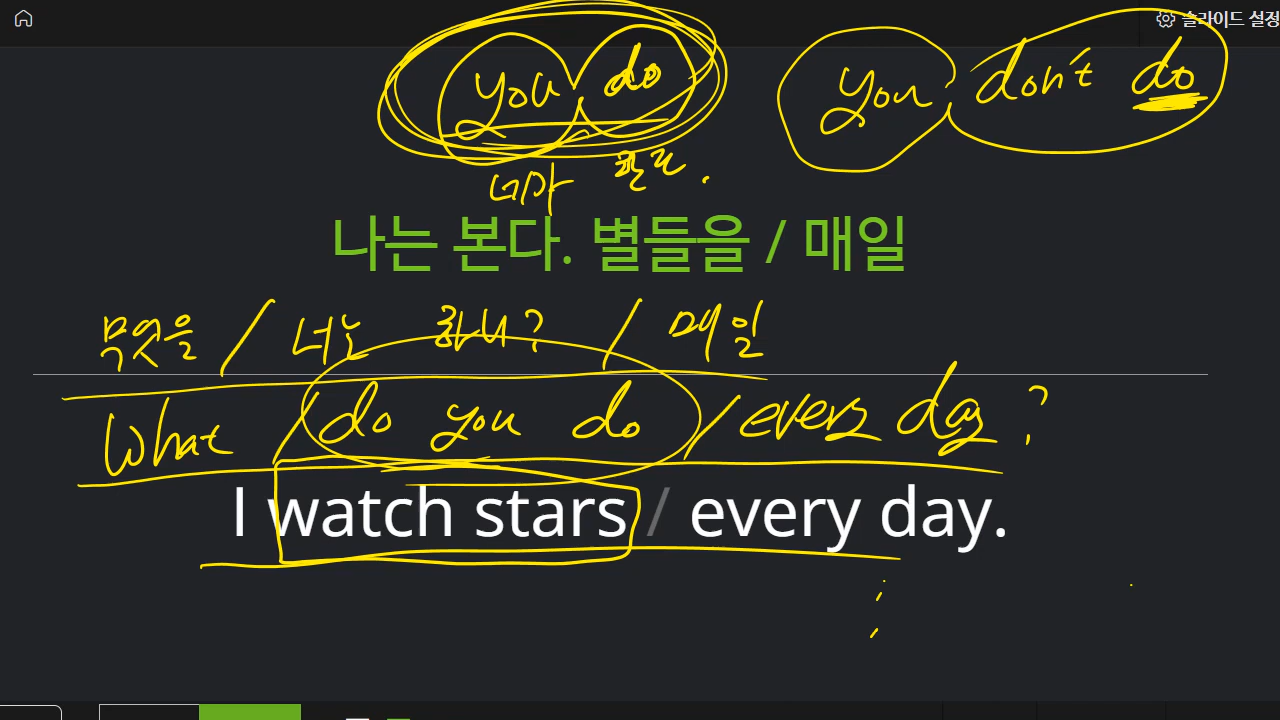 슬라이드 설정
you do
you don't do
너가
나는 본다. 별들을 / 매일
무엇을 / 너는 하니? / 매일
What / do you do / every day?
I watch stars / every day.